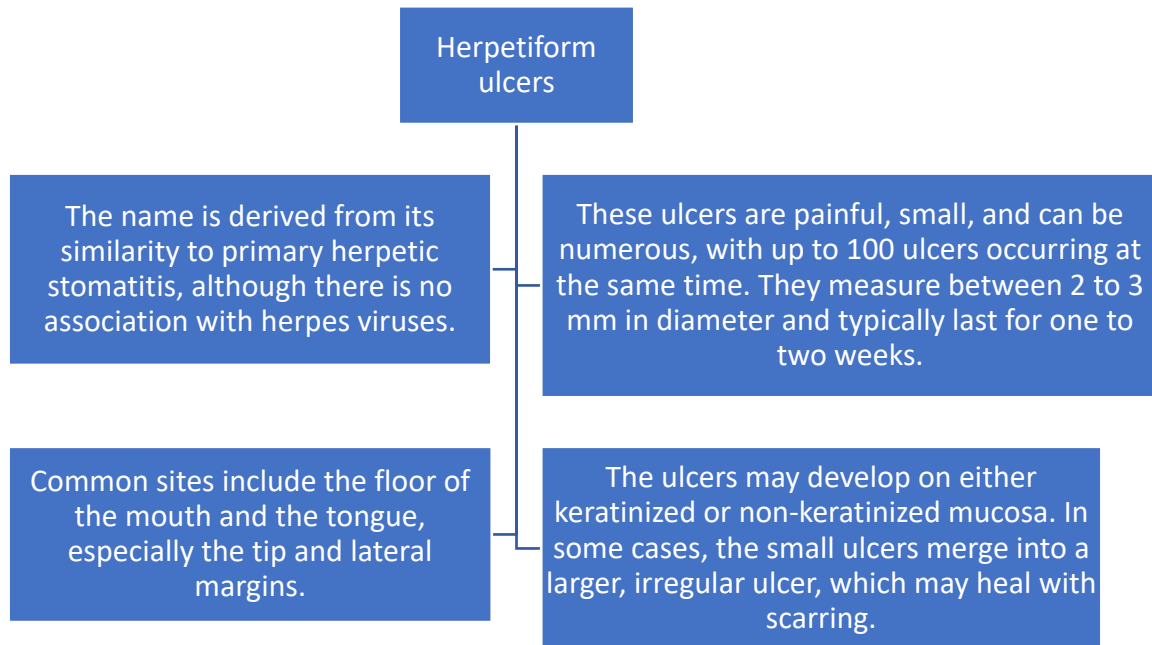 Herpetiform
ulcers
The name is derived from its
similarity to primary herpetic
stomatitis, although there is no
association with herpes viruses.
These ulcers are painful, small, and can be
numerous, with up to 100 ulcers occurring at
the same time. They measure between 2 to 3
mm in diameter and typically last for one to
two weeks.
Common sites include the floor of
the mouth and the tongue,
especially the tip and lateral
margins.
The ulcers may develop on either
keratinized or non-keratinized mucosa. In
some cases, the small ulcers merge into a
larger, irregular ulcer, which may heal with
scarring.